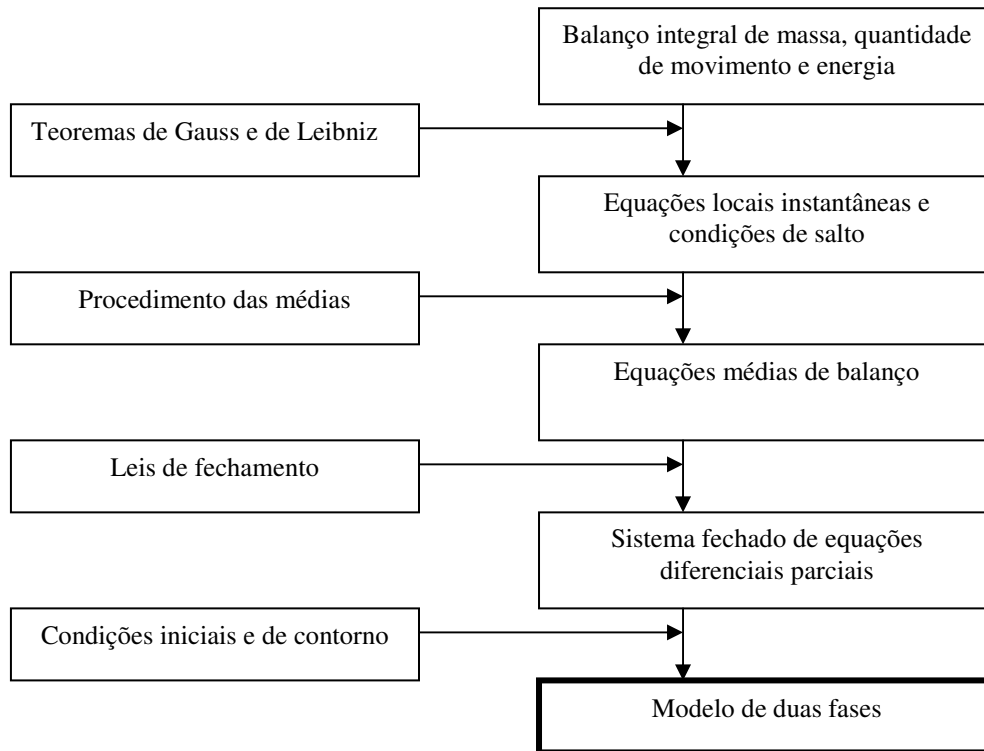 Balanço integral de massa, quantidade
de movimento e energia
Teoremas de Gauss e de Leibniz
Equações locais instantâneas e
condições de salto
Procedimento das médias
Equações médias de balanço
Leis de fechamento
Sistema fechado de equações
diferenciais parciais
Condições iniciais e de contorno
Modelo de duas fases